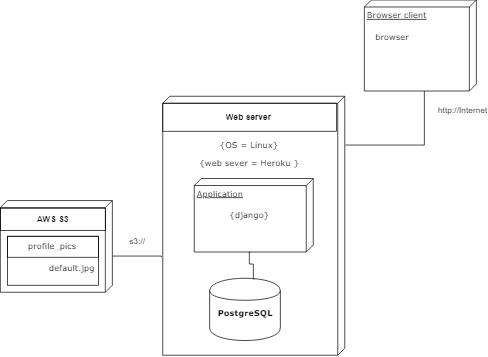 Browser client
browser
http://Internet
Web server
{OS = Linux}
{web sever = Heroku }
Application
{django}
PostgreSQL
s3://
AWS S3
profile_pics
default.jpg